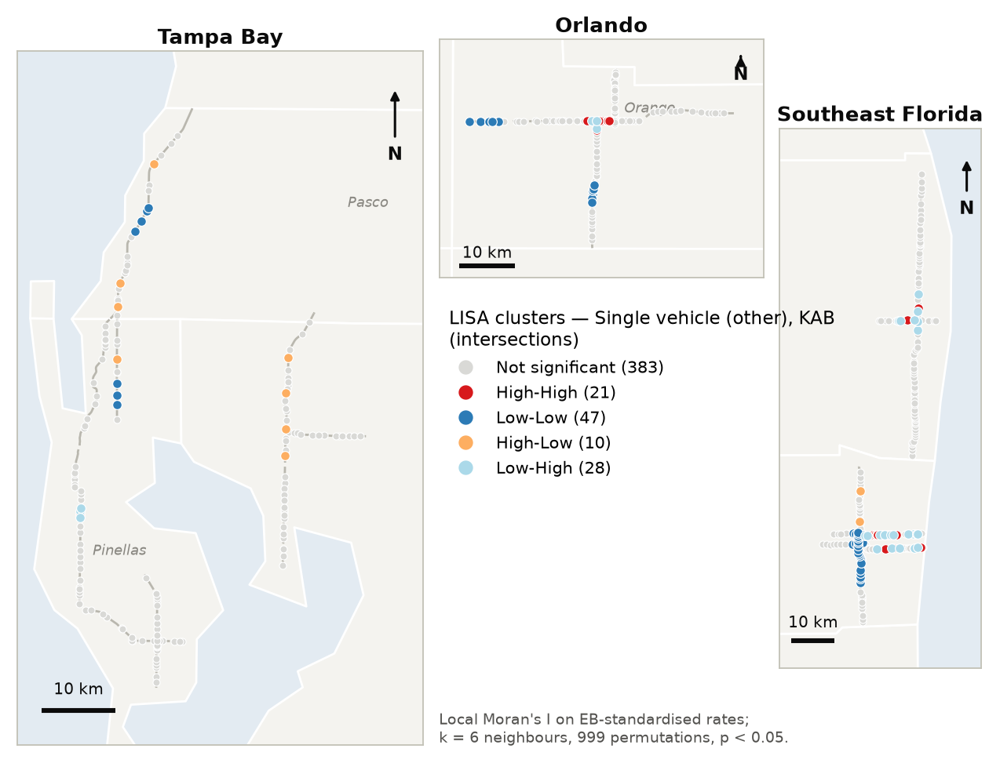 Tampa Bay
N
Pasco
Pinellas
10 km
Orlando
N
Orange
10 km
Southeast Florida
N
10 km
LISA clusters — Single vehicle (other), KAB
(intersections)
Not significant (383)
High-High (21)
Low-Low (47)
High-Low (10)
Low-High (28)
Local Moran's I on EB-standardised rates;
k = 6 neighbours, 999 permutations, p < 0.05.